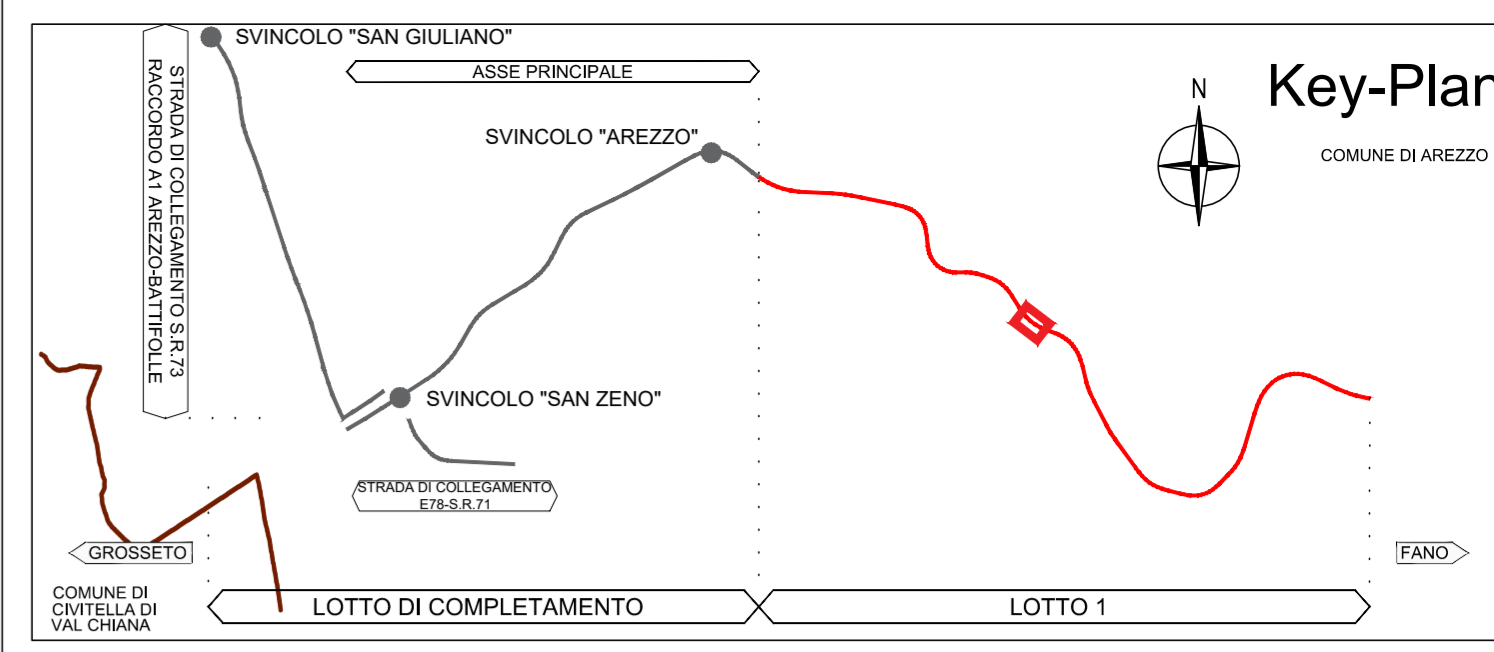 SVINCOLO "SAN GIULIANO"
ASSE PRINCIPALE
N
Key-Plan
COMUNE DI AREZZO
STRADA DI COLLEGAMENTO S.R.73
RACCORDO A1 AREZZO-BATTIFOLLE
SVINCOLO "AREZZO"
SVINCOLO "SAN ZENO"
STRADA DI COLLEGAMENTO
E78-S.R.71
GROSSETO
FANO
COMUNE DI
CIVITELLA DI
VAL CHIANA
LOTTO DI COMPLETAMENTO
LOTTO 1